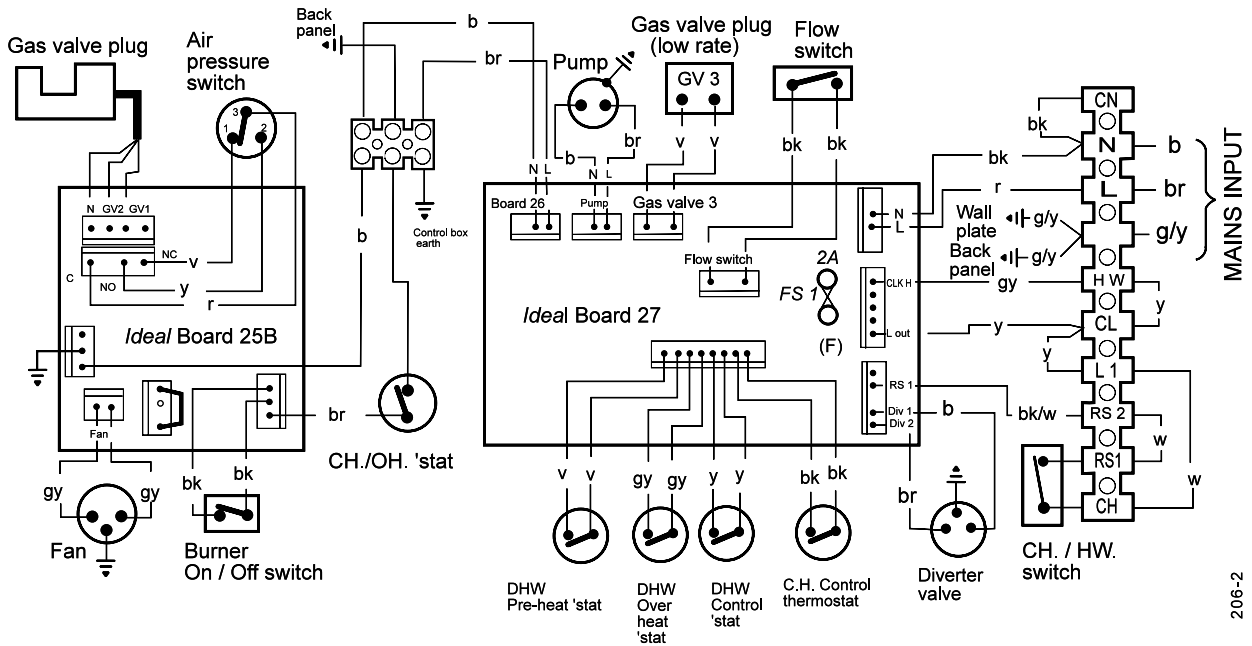 Gas valve plug
Air
pressure
switch
3
1
2
Back
panel
b
br
Pump
b
br
Gas valve plug
(low rate)
GV 3
v
v
Flow
switch
bk
bk
N GV2 GV1
C
NO
NC
v
y
r
Ideal Board 25B
Fan
gy
gy
Fan
bk
bk
Burner
On / Off switch
b
br
CH./OH. 'stat
Control box
earth
N L
Board 26
N L
Pump
Gas valve 3
Flow switch
Ideal Board 27
2A
FS 1
(F)
N
L
CLK H
L out
RS 1
Div 1
Div 2
bk
r
gy
y
bk/w
b
br
Wall
plate
g/y
Back
panel
g/y
bk
CN
N
L
H W
CL
L 1
RS 2
RS1
CH
b
br
g/y
MAINS INPUT
y
y
w
w
v
v
gy
gy
y
y
bk
bk
DHW
Pre-heat 'stat
DHW
Over
heat
'stat
DHW
Control
'stat
C.H. Control
thermostat
Diverter
valve
CH. / HW.
switch
206-2